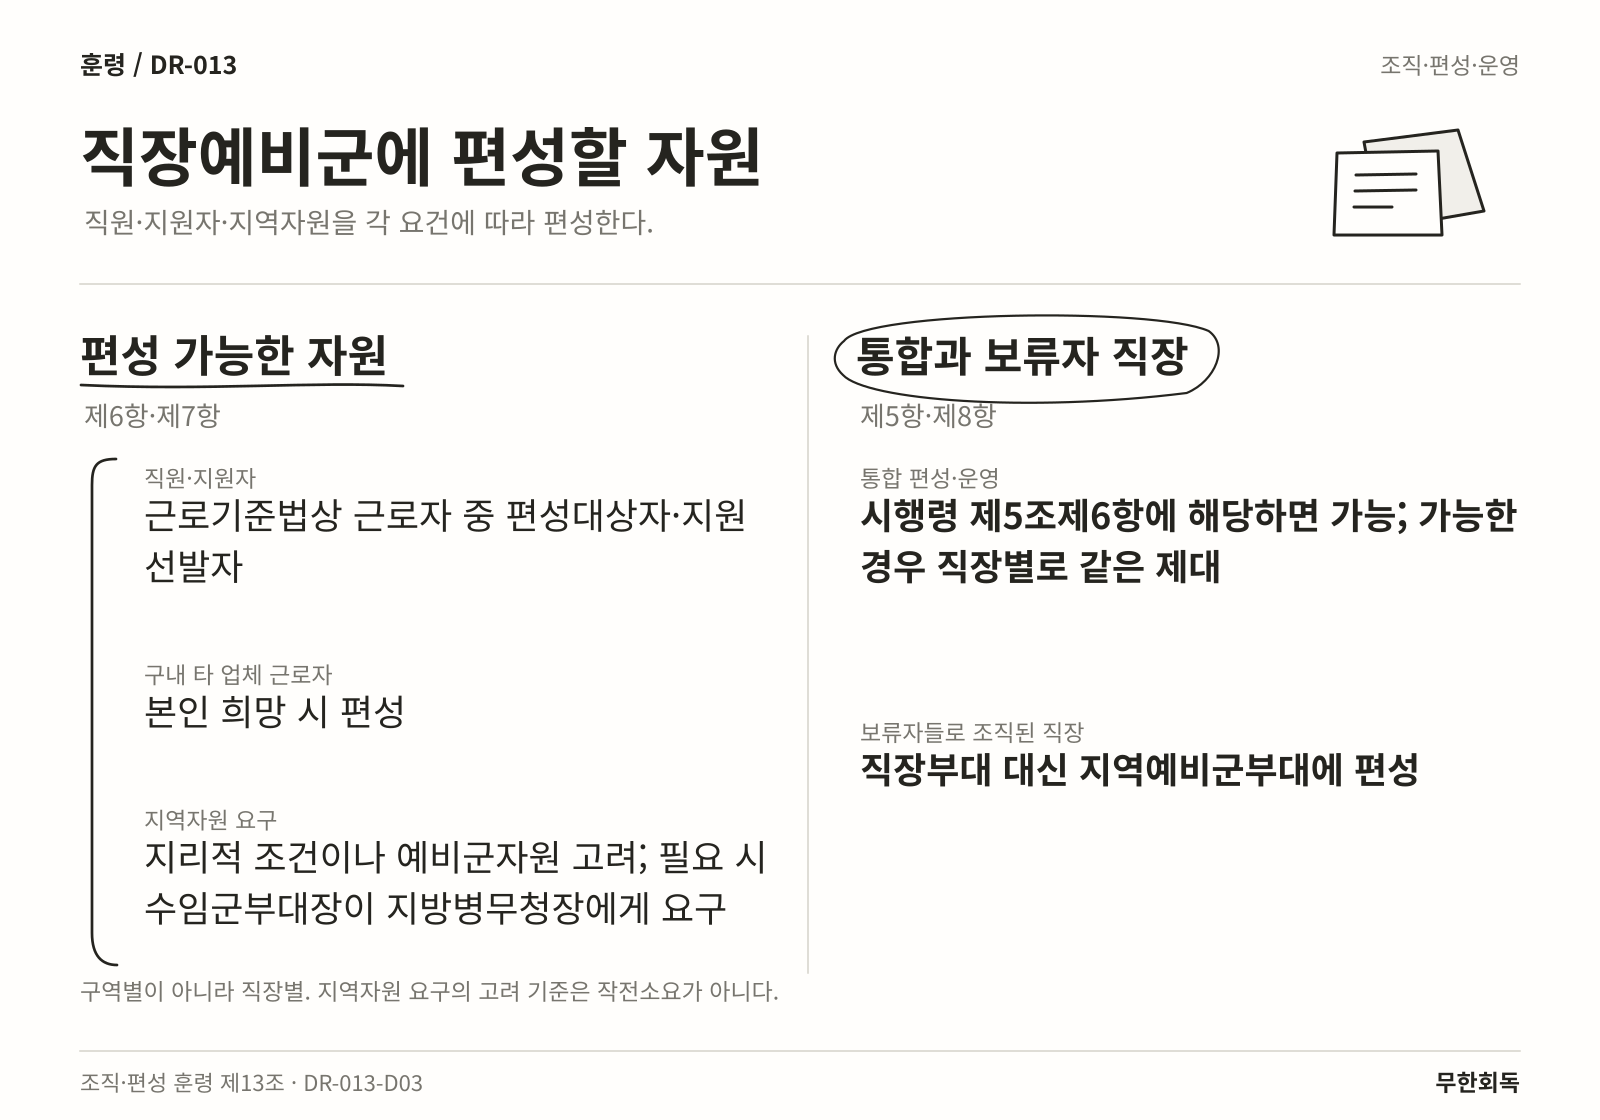 훈령 / DR-013
조직·편성·운영
직장예비군에 편성할 자원
직원·지원자·지역자원을 각 요건에 따라 편성한다.
편성 가능한 자원
제6항·제7항
직원·지원자
근로기준법상 근로자 중 편성대상자·지원
선발자
구내 타 업체 근로자
본인 희망 시 편성
지역자원 요구
지리적 조건이나 예비군자원 고려; 필요 시
수임군부대장이 지방병무청장에게 요구
구역별이 아니라 직장별. 지역자원 요구의 고려 기준은 작전소요가 아니다.
통합과 보류자 직장
제5항·제8항
통합 편성·운영
시행령 제5조제6항에 해당하면 가능; 가능한
경우 직장별로 같은 제대
보류자들로 조직된 직장
직장부대 대신 지역예비군부대에 편성
조직·편성 훈령 제13조 · DR-013-D03
무한회독